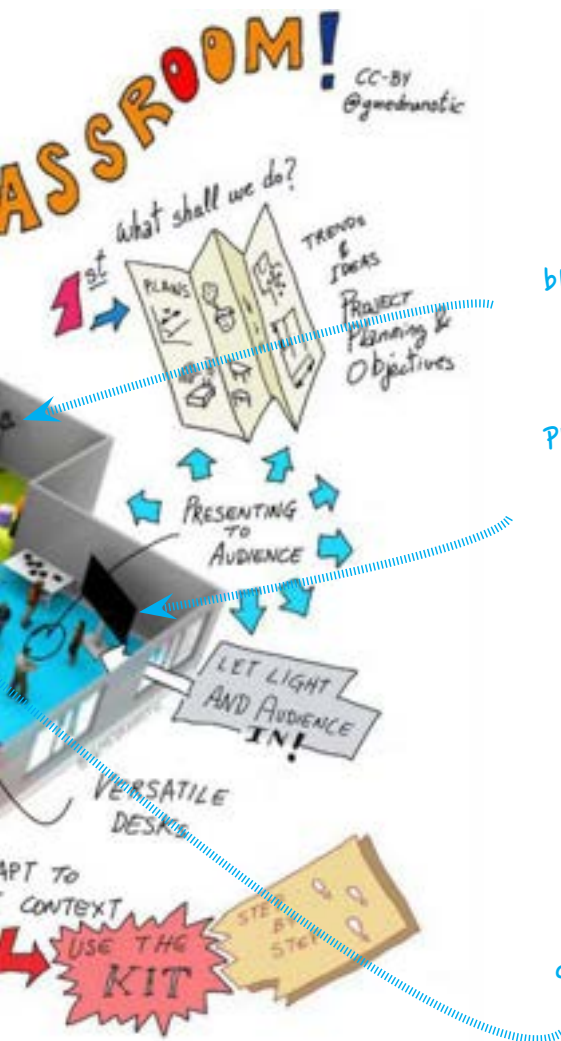 ASSROOM!
CC-BY
@gwedrunotic
What shall we do?
1st
PLANS
TRENDS
&
IDEAS
PROJECT
Planning &
Objectives
PRESENTING
TO
AUDIENCE
LET LIGHT
AND AUDIENCE
IN!
VERSATILE
DESKS
APT TO
CONTEXT
USE THE
KIT
STEP
BY
STEP